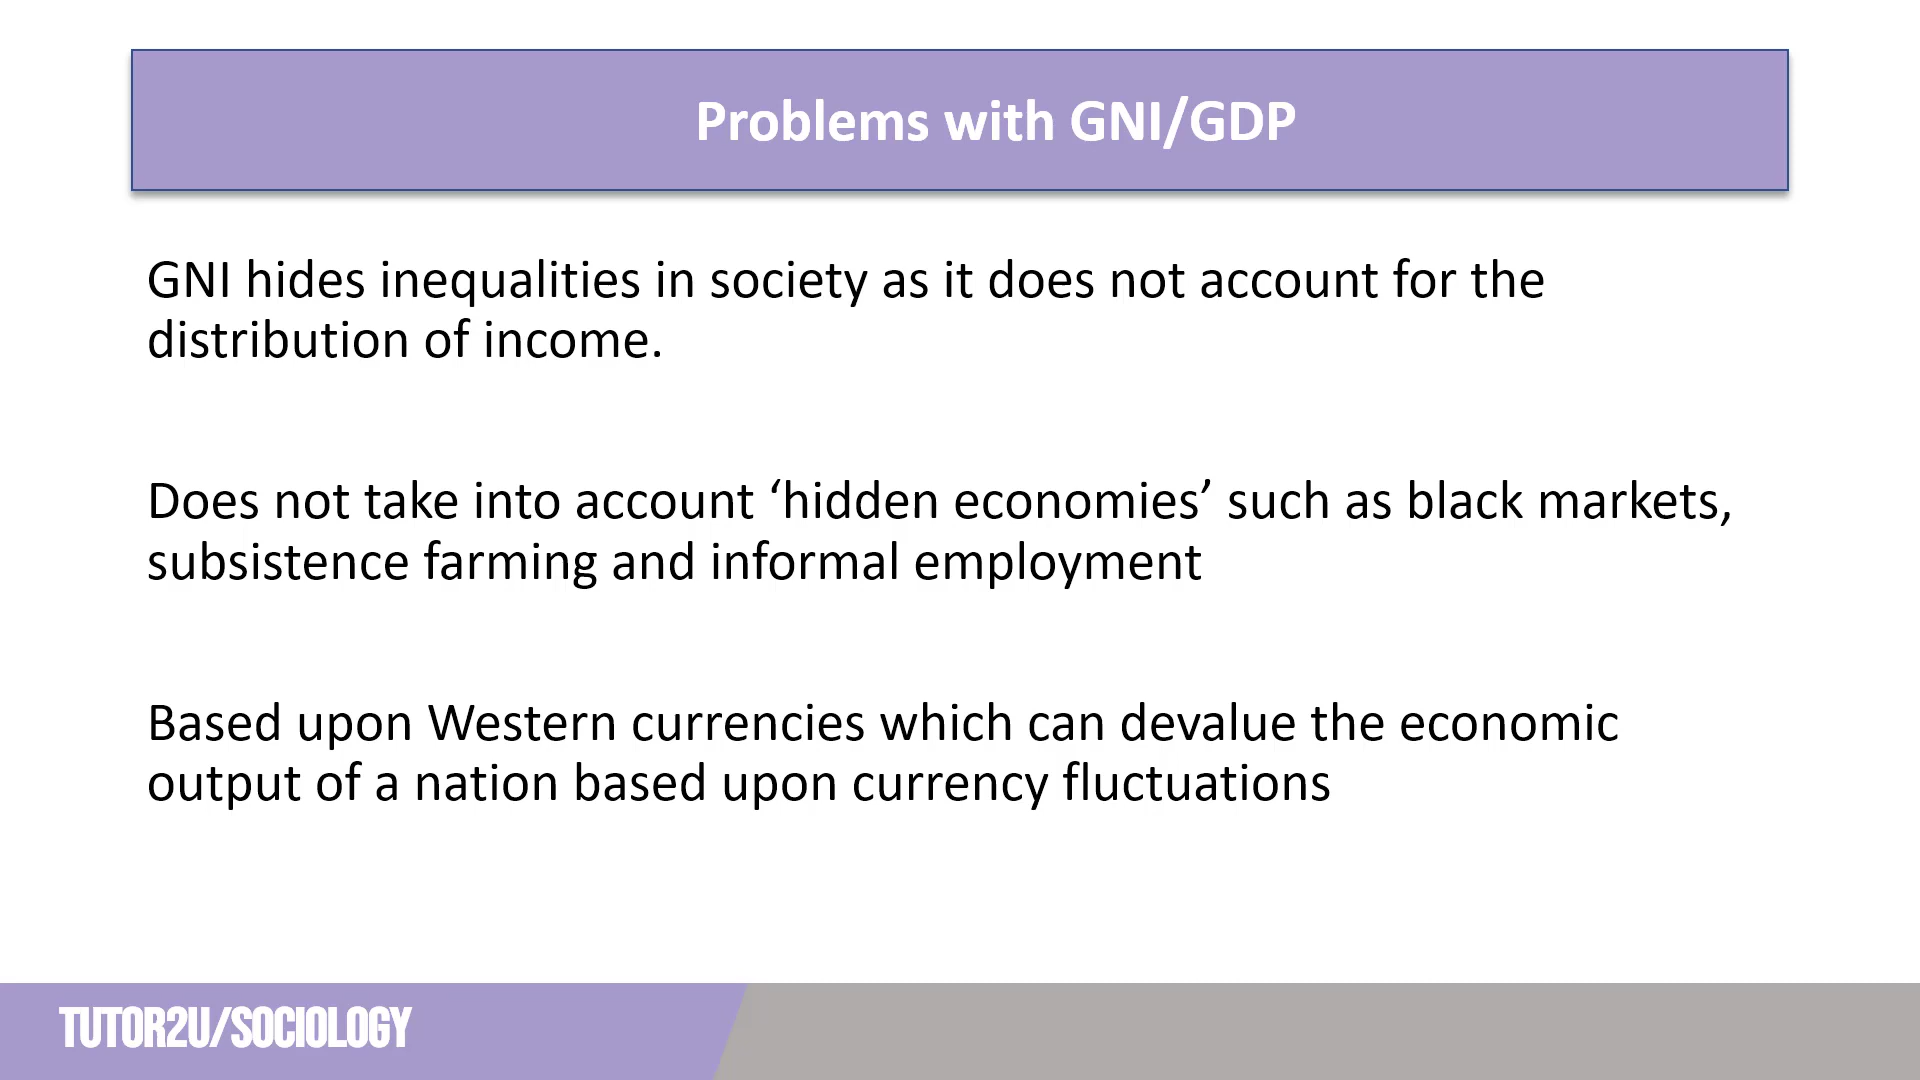 Problems with GNI/GDP
GNI hides inequalities in society as it does not account for the
distribution of income.
Does not take into account ‘hidden economies’ such as black markets,
subsistence farming and informal employment
Based upon Western currencies which can devalue the economic
output of a nation based upon currency fluctuations
TUTOR2U/SOCIOLOGY